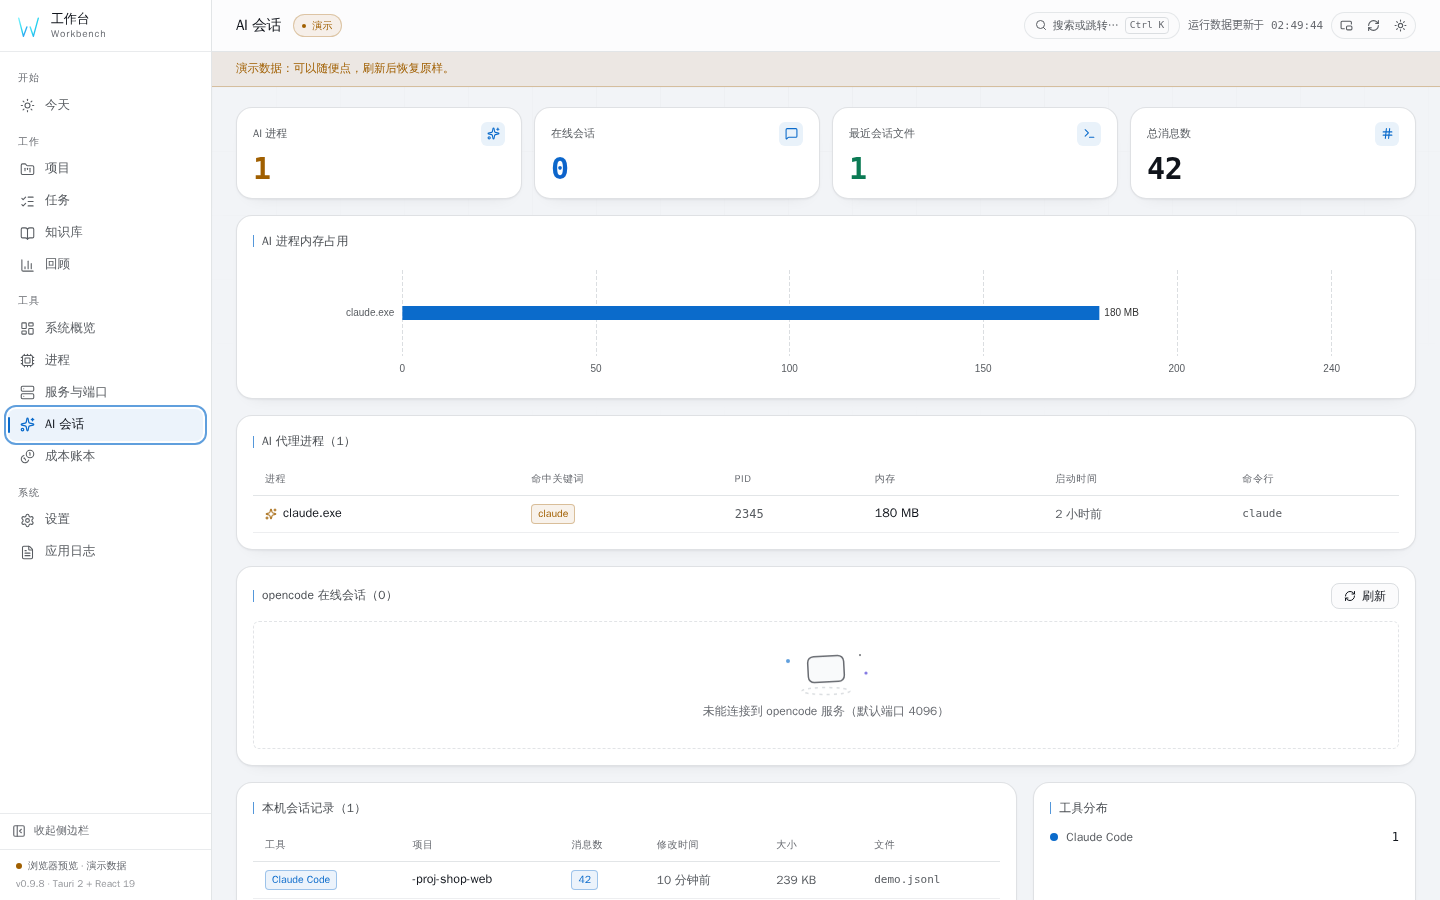 工作台
Workbench
开始
今天
工作
项目
任务
知识库
回顾
工具
系统概览
进程
服务与端口
AI 会话
成本账本
系统
设置
应用日志
收起侧边栏
浏览器预览 · 演示数据
v0.9.8 · Tauri 2 + React 19
AI 会话
演示
搜索或跳转… Ctrl K
运行数据更新于 02:49:44
演示数据：可以随便点，刷新后恢复原样。
AI 进程
1
在线会话
0
最近会话文件
1
总消息数
42
AI 进程内存占用
claude.exe
180 MB
0 50 100 150 200 240
AI 代理进程（1）
进程 命中关键词 PID 内存 启动时间 命令行
claude.exe claude 2345 180 MB 2 小时前 claude
opencode 在线会话（0）
刷新
未能连接到 opencode 服务（默认端口 4096）
本机会话记录（1）
工具 项目 消息数 修改时间 大小 文件
Claude Code -proj-shop-web 42 10 分钟前 239 KB demo.jsonl
工具分布
Claude Code 1